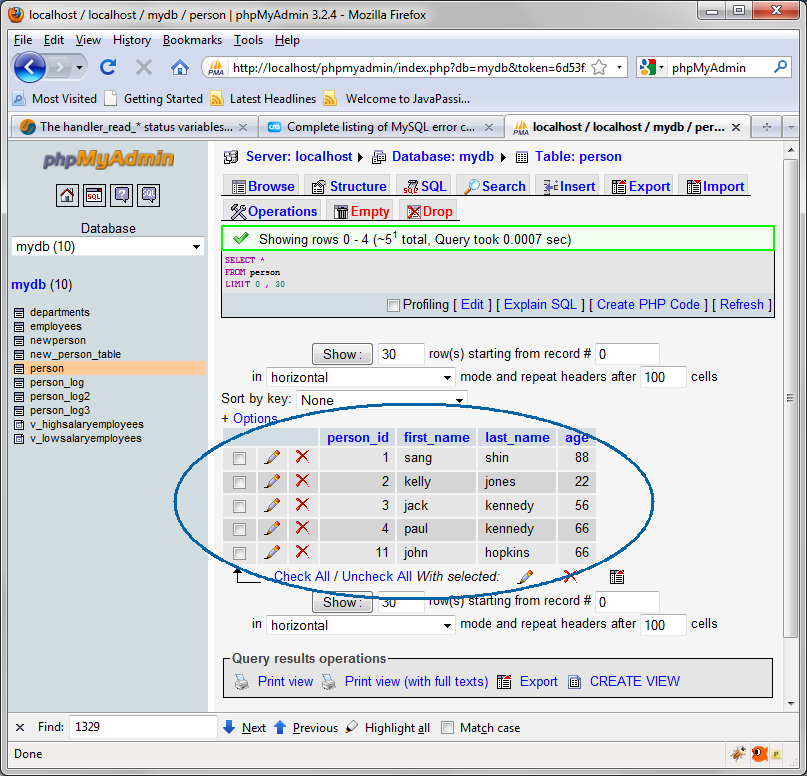 localhost / localhost / mydb / person | phpMyAdmin 3.2.4 - Mozilla Firefox
File Edit View History Bookmarks Tools Help
PMA http://localhost/phpmyadmin/index.php?db=mydb&token=6d53f phpMyAdmin
Most Visited Getting Started Latest Headlines Welcome to JavaPassi...
The handler_read_* status variables... Complete listing of MySQL error c... PMA localhost / localhost / mydb / per...
phpMyAdmin
SQL
Database
mydb (10)
mydb (10)
departments
employees
newperson
new_person_table
person
person_log
person_log2
person_log3
v_highsalaryemployees
v_lowsalaryemployees
Server: localhost Database: mydb Table: person
Browse Structure SQL Search Insert Export Import
Operations Empty Drop
Showing rows 0 - 4 (~5¹ total, Query took 0.0007 sec)
SELECT *
FROM person
LIMIT 0 , 30
Profiling [ Edit ] [ Explain SQL ] [ Create PHP Code ] [ Refresh ]
Show : 30 row(s) starting from record # 0
in horizontal mode and repeat headers after 100 cells
Sort by key: None
+ Options
person_id first_name last_name age
1 sang shin 88
2 kelly jones 22
3 jack kennedy 56
4 paul kennedy 66
11 john hopkins 66
Check All / Uncheck All With selected:
Show : 30 row(s) starting from record # 0
in horizontal mode and repeat headers after 100 cells
Query results operations
Print view Print view (with full texts) Export CREATE VIEW
Find: 1329 Next Previous Highlight all Match case
Done